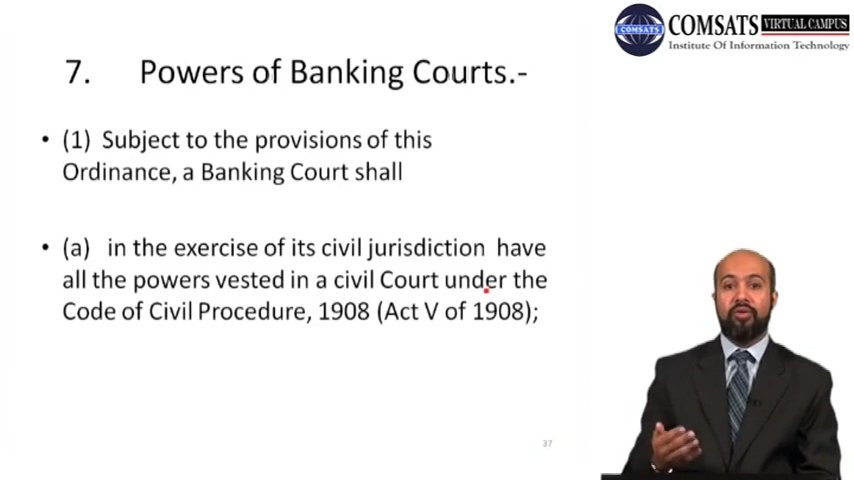 COMSATS VIRTUAL CAMPUS
COMSATS
Institute Of Information Technology
7. Powers of Banking Courts.-
• (1) Subject to the provisions of this
Ordinance, a Banking Court shall
• (a) in the exercise of its civil jurisdiction have
all the powers vested in a civil Court under the
Code of Civil Procedure, 1908 (Act V of 1908);
37